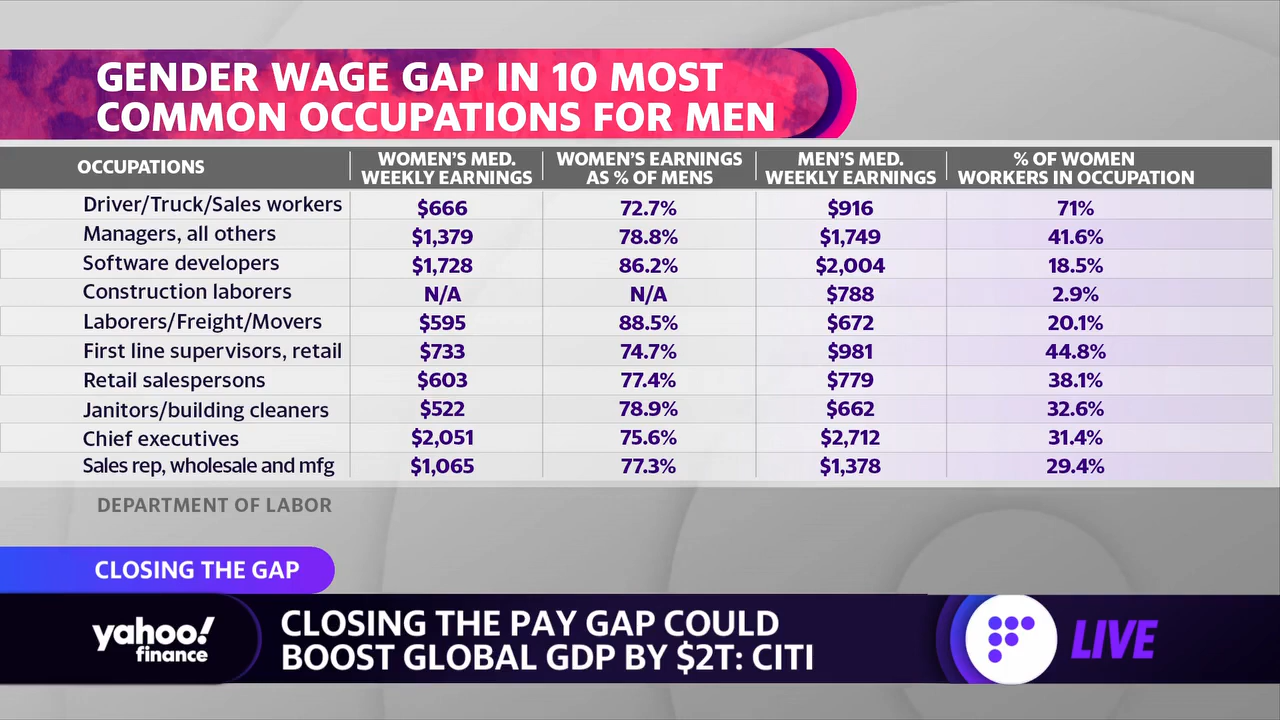 GENDER WAGE GAP IN 10 MOST
COMMON OCCUPATIONS FOR MEN
OCCUPATIONS WOMEN'S MED. WEEKLY EARNINGS WOMEN'S EARNINGS AS % OF MENS MEN'S MED. WEEKLY EARNINGS % OF WOMEN WORKERS IN OCCUPATION
Driver/Truck/Sales workers $666 72.7% $916 71%
Managers, all others $1,379 78.8% $1,749 41.6%
Software developers $1,728 86.2% $2,004 18.5%
Construction laborers N/A N/A $788 2.9%
Laborers/Freight/Movers $595 88.5% $672 20.1%
First line supervisors, retail $733 74.7% $981 44.8%
Retail salespersons $603 77.4% $779 38.1%
Janitors/building cleaners $522 78.9% $662 32.6%
Chief executives $2,051 75.6% $2,712 31.4%
Sales rep, wholesale and mfg $1,065 77.3% $1,378 29.4%
DEPARTMENT OF LABOR
CLOSING THE GAP
yahoo!
finance
CLOSING THE PAY GAP COULD
BOOST GLOBAL GDP BY $2T: CITI
LIVE